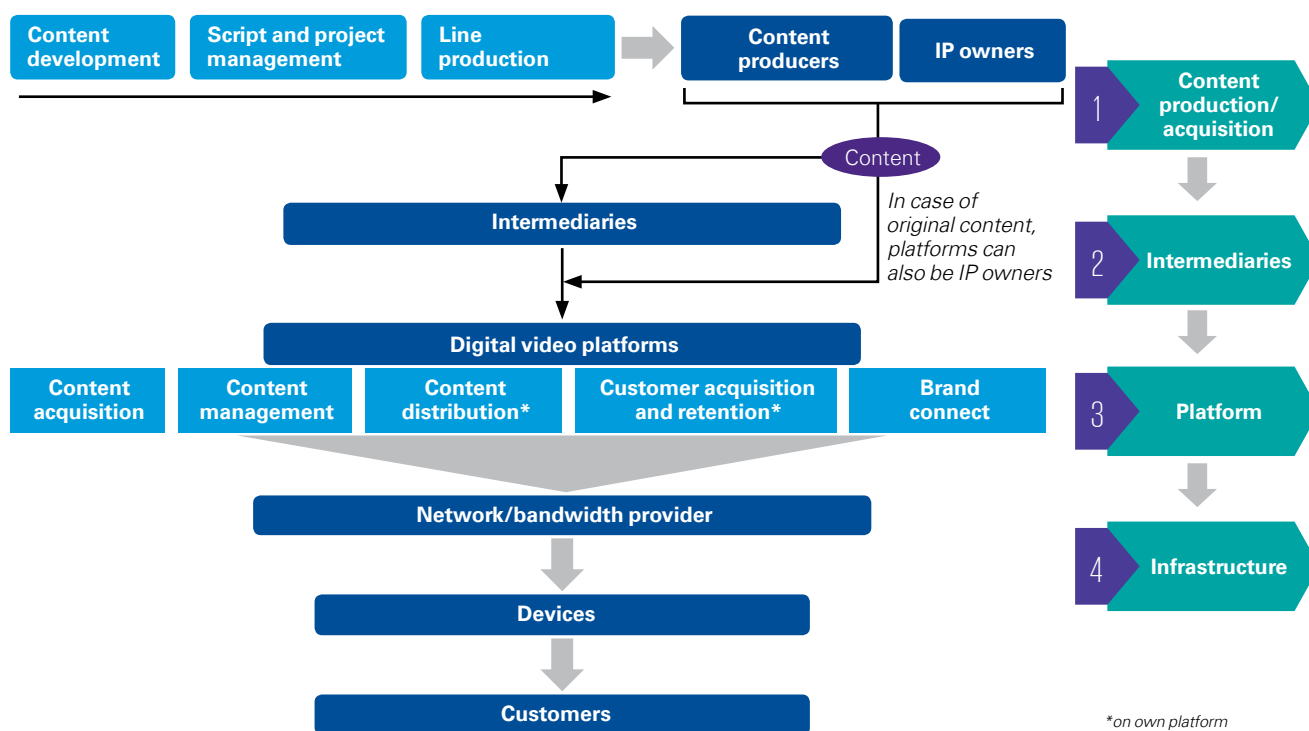 Content
development
Script and project
management
Line
production
Content
producers
IP owners
1
Content
production/
acquisition
Content
In case of
original content,
platforms can
also be IP owners
Intermediaries
2
Intermediaries
Digital video platforms
Content
acquisition
Content
management
Content
distribution*
Customer acquisition
and retention*
Brand
connect
3
Platform
Network/bandwidth provider
4
Infrastructure
Devices
Customers
*on own platform